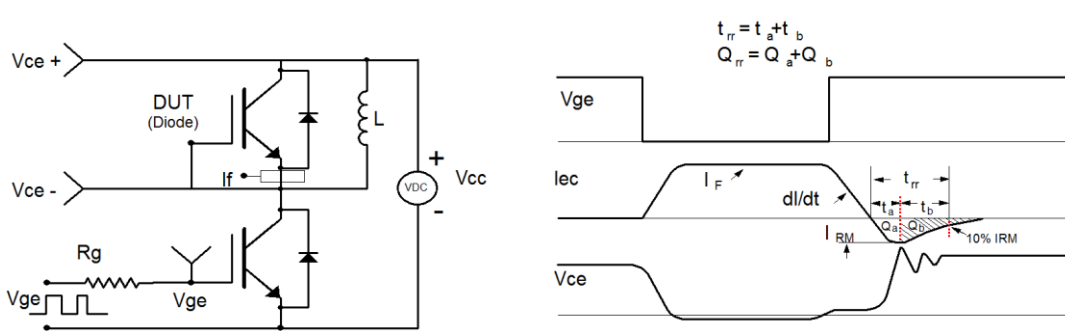 Vce +
DUT
(Diode)
L
If
Vce -
+
VDC
Vcc
-
Rg
Vge
Vge
t rr = t a + t b
Q rr = Q a + Q b
Vge
Iec
I F
dI/dt
t rr
t a
t b
Q a
Q b
I RM
10% IRM
Vce